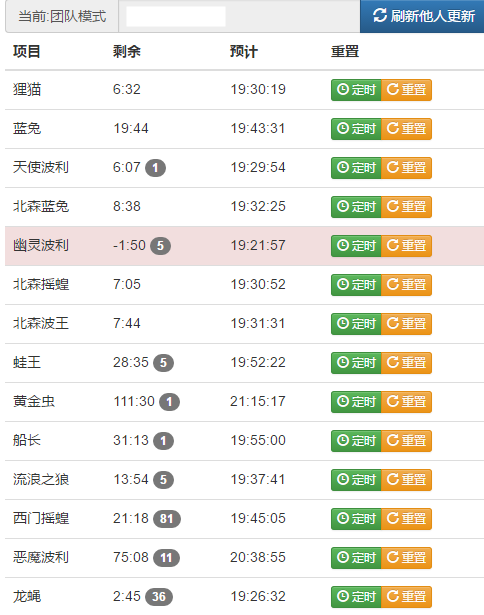 当前:团队模式 刷新他人更新
项目 剩余 预计 重置
狸猫 6:32 19:30:19 定时 重置
蓝兔 19:44 19:43:31 定时 重置
天使波利 6:07 1 19:29:54 定时 重置
北森蓝兔 8:38 19:32:25 定时 重置
幽灵波利 -1:50 5 19:21:57 定时 重置
北森摇蝗 7:05 19:30:52 定时 重置
北森波王 7:44 19:31:31 定时 重置
蛙王 28:35 5 19:52:22 定时 重置
黄金虫 111:30 1 21:15:17 定时 重置
船长 31:13 1 19:55:00 定时 重置
流浪之狼 13:54 5 19:37:41 定时 重置
西门摇蝗 21:18 81 19:45:05 定时 重置
恶魔波利 75:08 11 20:38:55 定时 重置
龙蝇 2:45 36 19:26:32 定时 重置